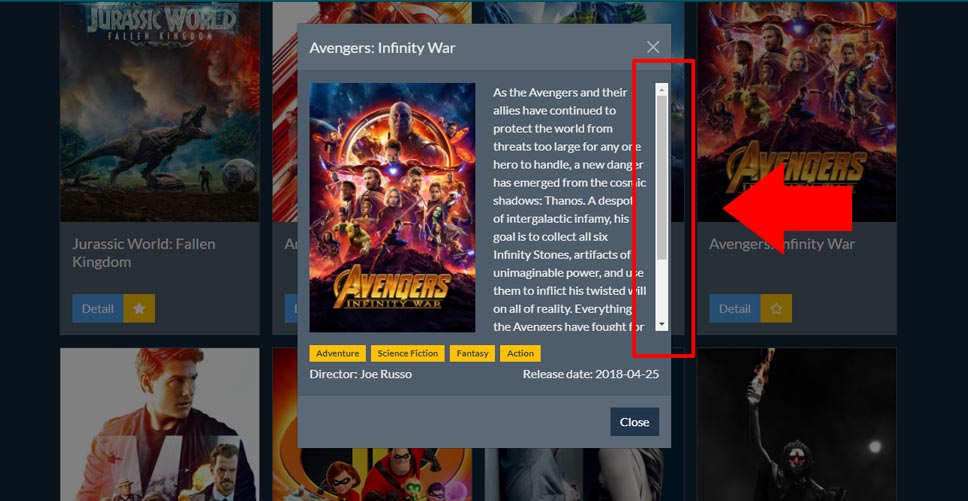 JURASSIC WORLD
FALLEN KINGDOM
Avengers: Infinity War
As the Avengers and their
allies have continued to
protect the world from
threats too large for any one
hero to handle, a new danger
has emerged from the cosmic
shadows: Thanos. A despot
of intergalactic infamy, his
goal is to collect all six
Infinity Stones, artifacts of
unimaginable power, and use
them to inflict his twisted will
on all of reality. Everything
the Avengers have fought for
AVENGERS
INFINITY WAR
Adventure
Science Fiction
Fantasy
Action
Director: Joe Russo
Release date: 2018-04-25
Close
Jurassic World: Fallen
Kingdom
Detail
An
AVENGERS
INFINITY WAR
Avengers: Infinity War
Detail